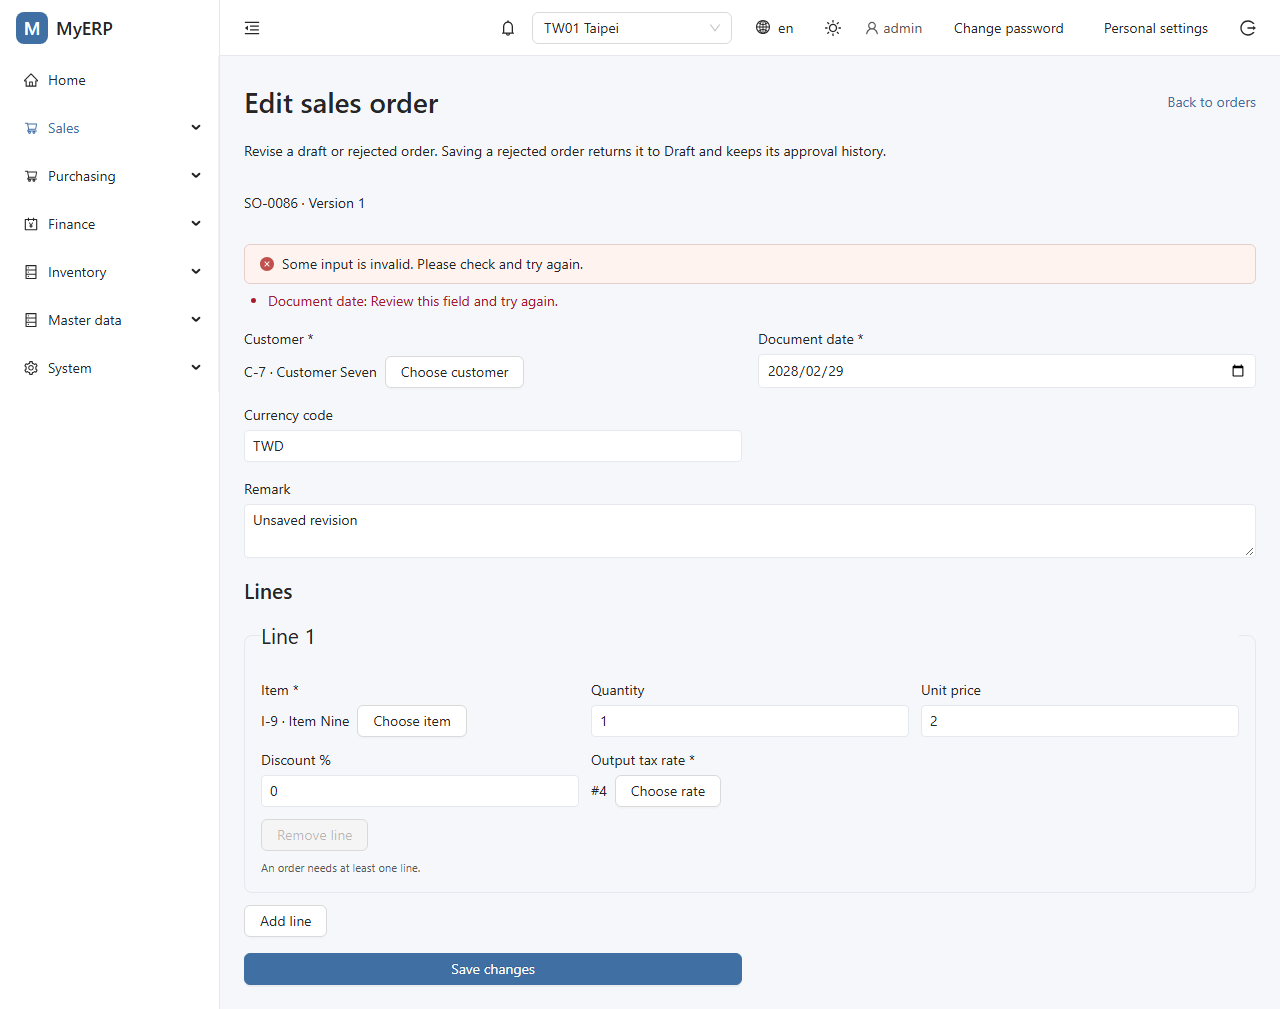 M MyERP
TW01 Taipei
en
admin
Change password
Personal settings
Home
Sales
Purchasing
Finance
Inventory
Master data
System
Edit sales order
Back to orders
Revise a draft or rejected order. Saving a rejected order returns it to Draft and keeps its approval history.
SO-0086 · Version 1
Some input is invalid. Please check and try again.
• Document date: Review this field and try again.
Customer *
C-7 · Customer Seven
Choose customer
Document date *
2028/02/29
Currency code
TWD
Remark
Unsaved revision
Lines
Line 1
Item *
I-9 · Item Nine
Choose item
Quantity
1
Unit price
2
Discount %
0
Output tax rate *
#4
Choose rate
Remove line
An order needs at least one line.
Add line
Save changes